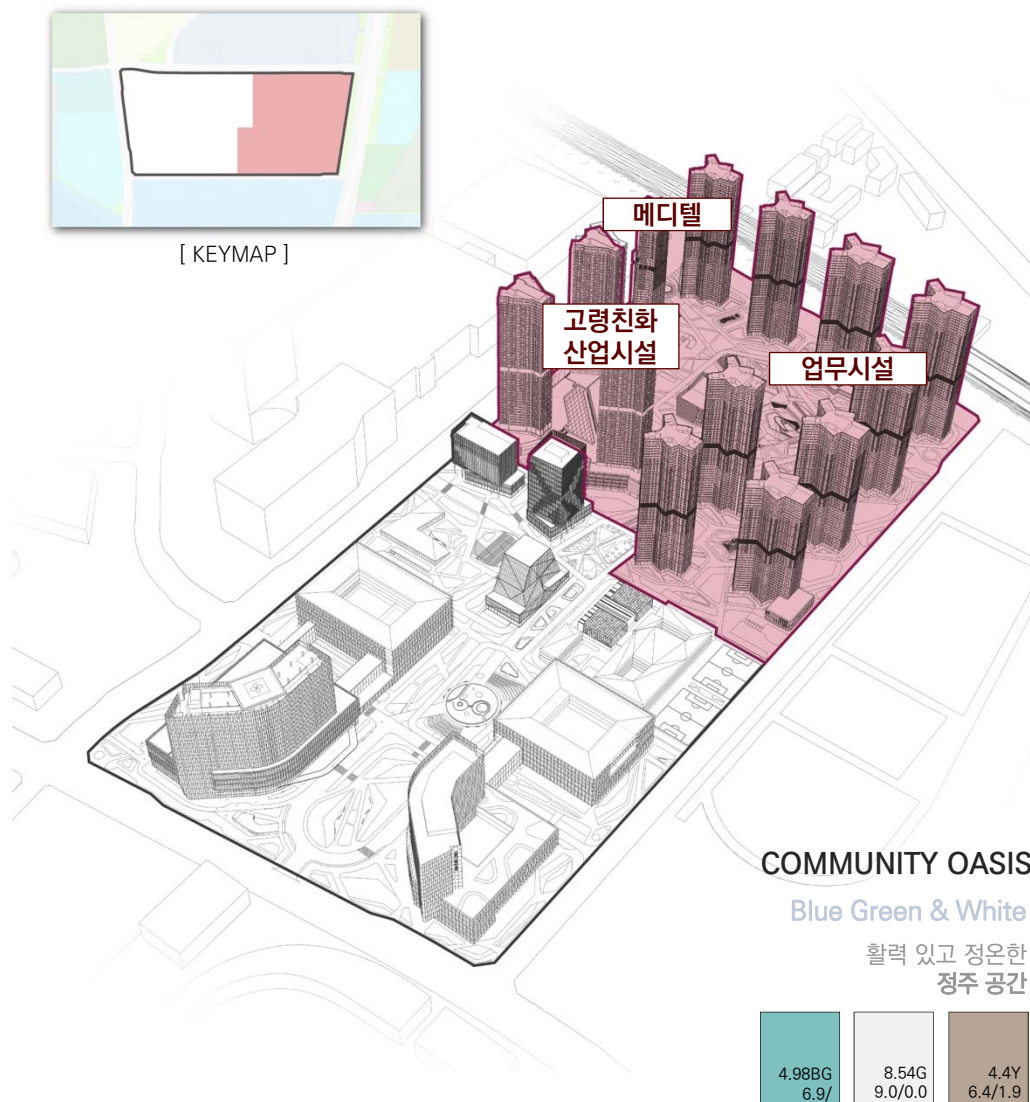 [ KEYMAP ]
메디텔
고령친화
산업시설
업무시설
COMMUNITY OASIS
Blue Green & White
활력 있고 정온한
정주 공간
4.98BG
6.9/
8.54G
9.0/0.0
4.4Y
6.4/1.9